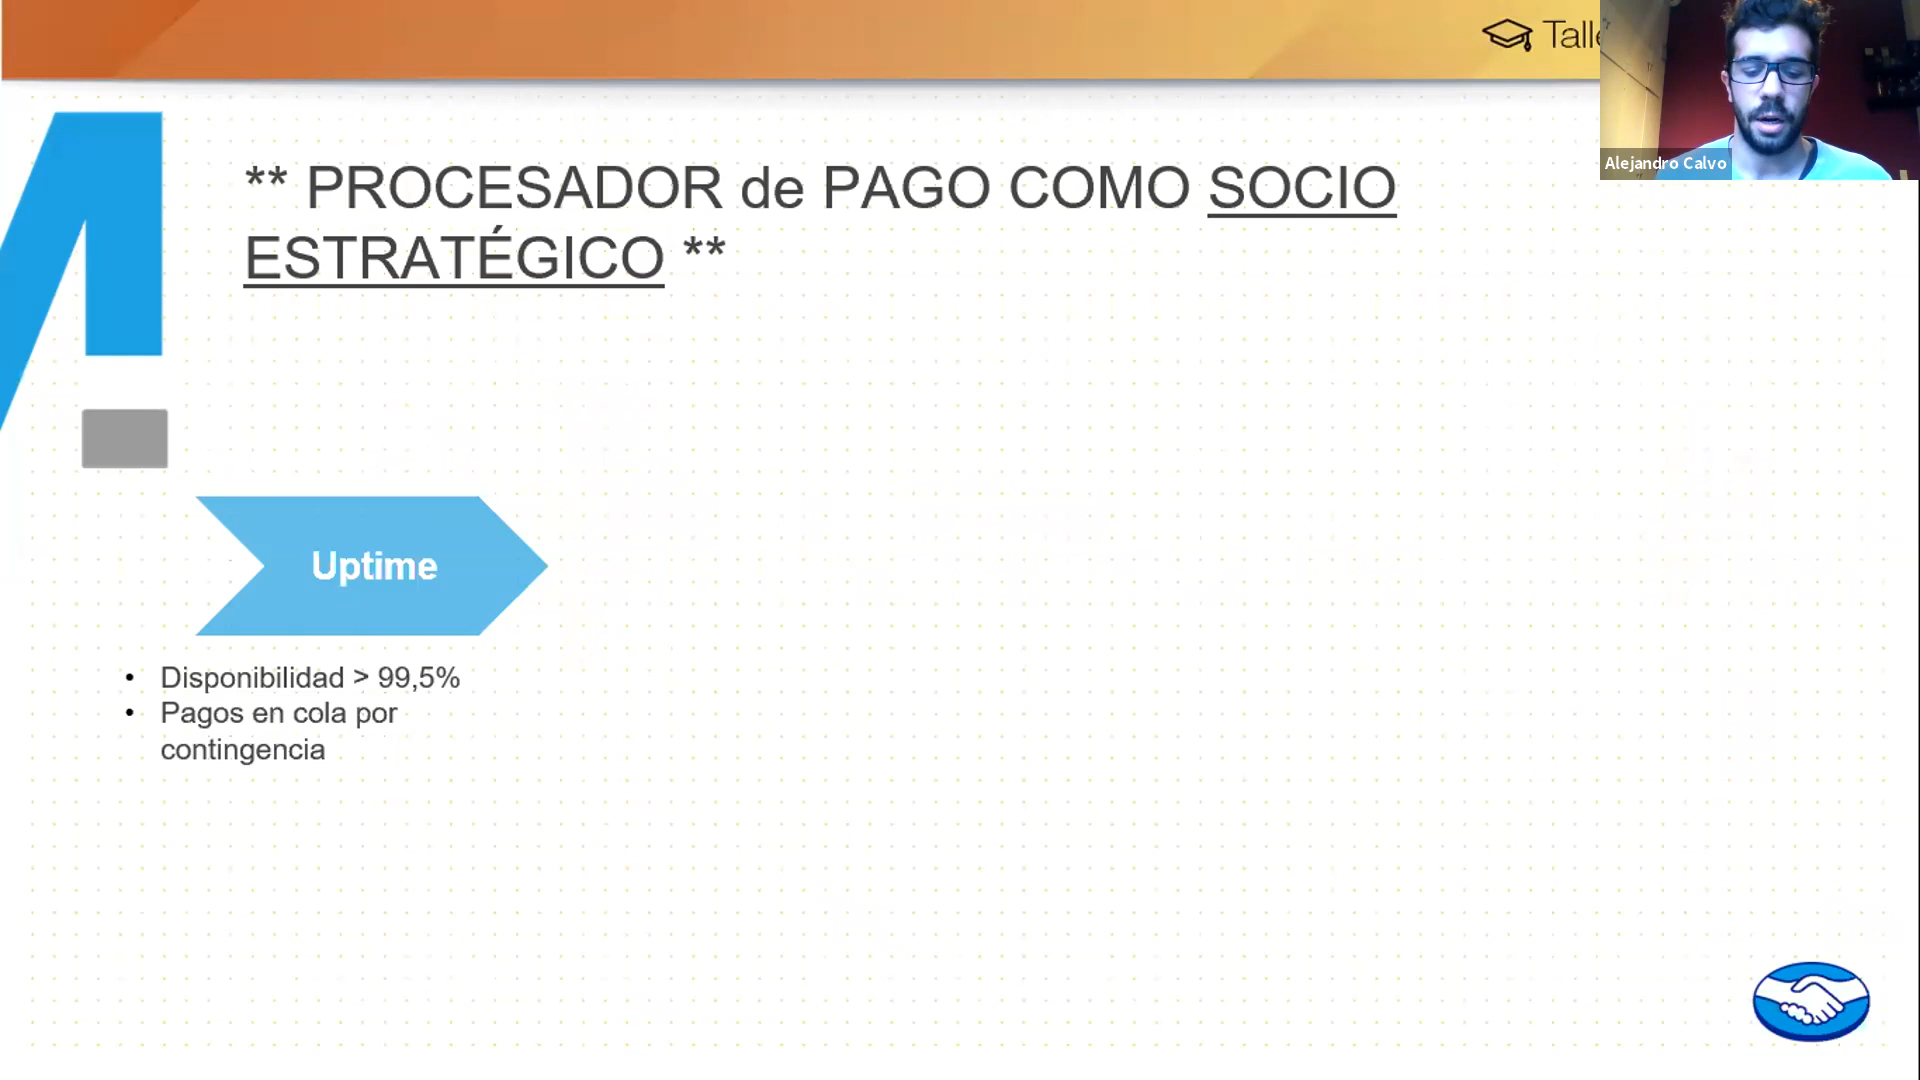 Talle
Alejandro Calvo
** PROCESADOR de PAGO COMO SOCIO
ESTRATÉGICO **
Uptime
• Disponibilidad > 99,5%
• Pagos en cola por
contingencia